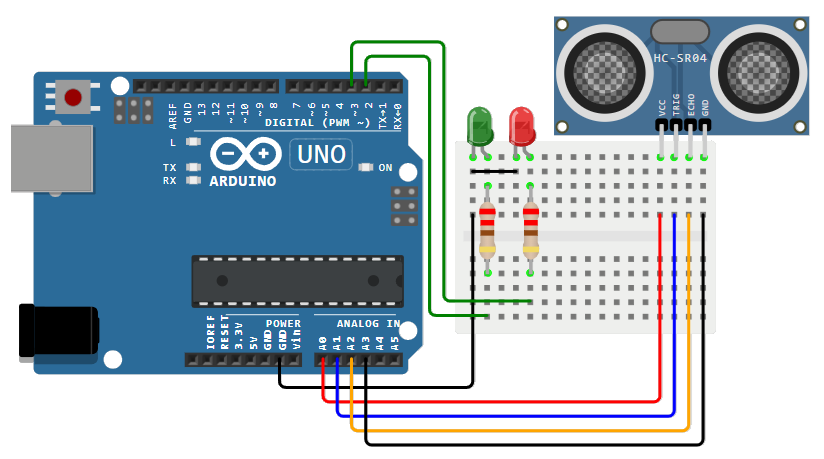 HC-SR04
VCC TRIG ECHO GND
AREF GND 13 12 ~11 ~10 ~9 8 7 ~6 ~5 4 ~3 2 TX→1 RX←0
DIGITAL (PWM ~)
L
TX
RX
UNO
ON
ARDUINO
POWER
ANALOG IN
IOREF RESET 3.3V 5V GND GND Vin A0 A1 A2 A3 A4 A5